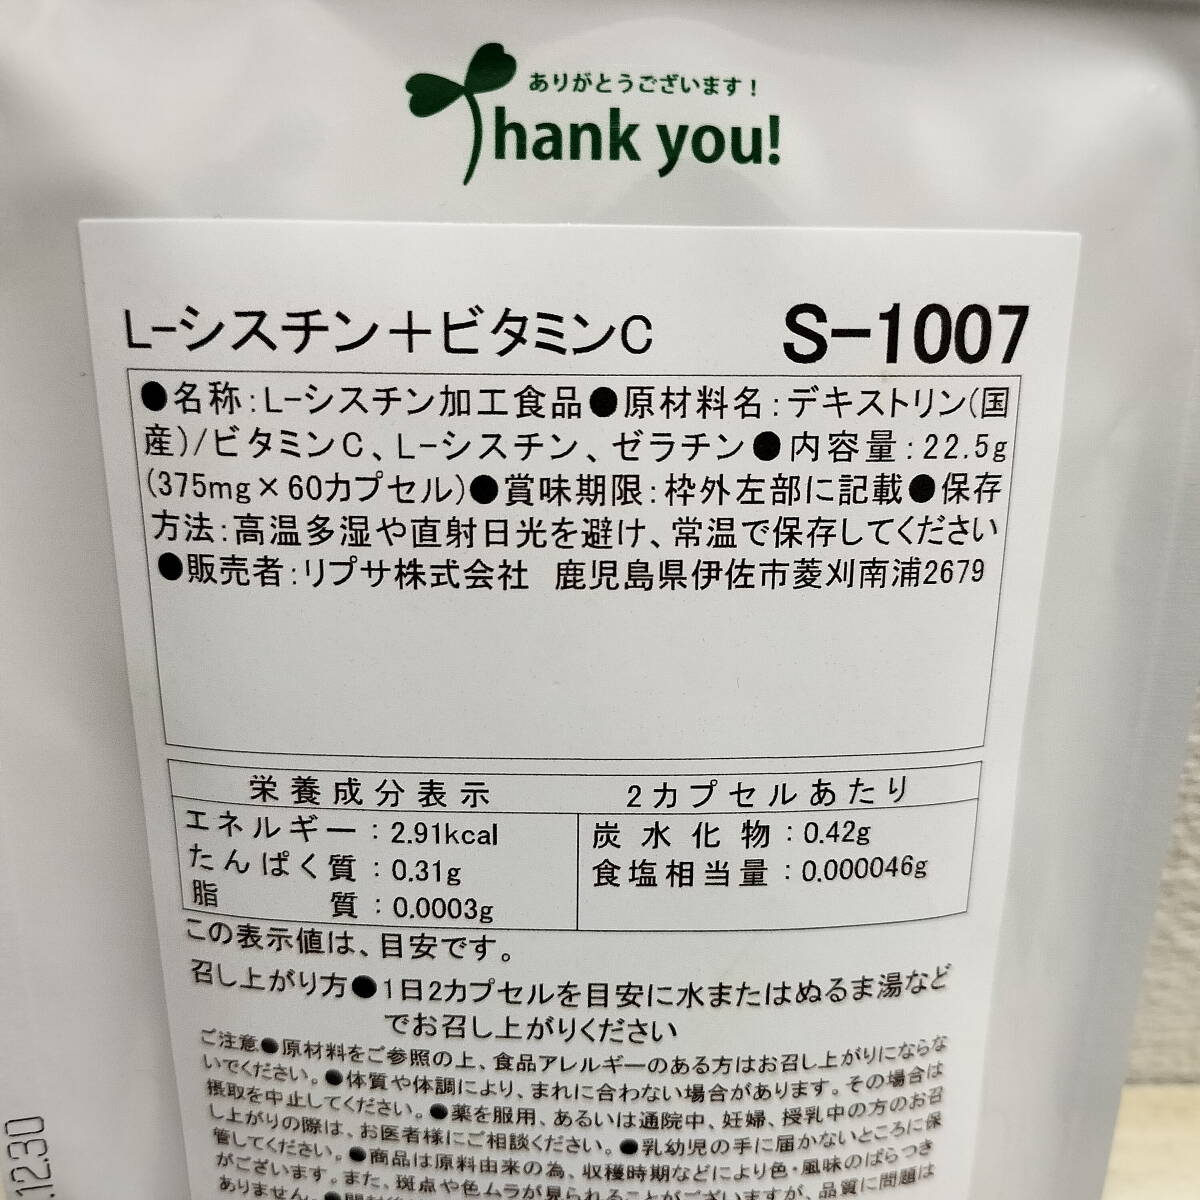 ありがとうございます!
Thank you!
L-シスチン+ビタミンC S-1007
●名称:L-シスチン加工食品●原材料名:デキストリン(国
産)/ビタミンC、L-シスチン、ゼラチン●内容量:22.5g
(375mg×60カプセル)●賞味期限:枠外左部に記載●保存
方法:高温多湿や直射日光を避け、常温で保存してください
●販売者:リプサ株式会社 鹿児島県伊佐市菱刈南浦2679
栄養成分表示 2カプセルあたり
エネルギー:2.91kcal 炭水化物:0.42g
たんぱく質:0.31g 食塩相当量:0.000046g
脂質:0.0003g
この表示値は、目安です。
召し上がり方●1日2カプセルを目安に水またはぬるま湯など
でお召し上がりください
ご注意●原材料をご参照の上、食品アレルギーのある方はお召し上がりにならな
いでください。●体質や体調により、まれに合わない場合があります。その場合は
摂取を中止してください。●薬を服用、あるいは通院中、妊婦、授乳中の方のお召
し上がりの際は、お医者様にご相談ください。●乳幼児の手に届かないところに保
管してください。●商品は原料由来の為、収穫時期などにより色・風味のばらつき
がございます。また、斑点や色ムラが見られることがございますが、品質に問題は
ありません。
.12.30